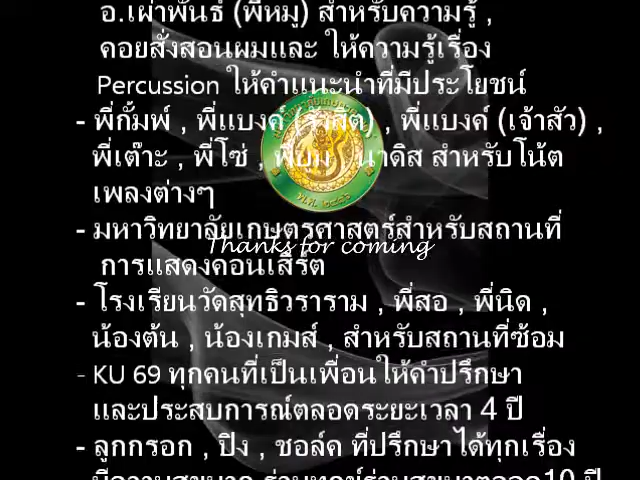 อ.เผ่าพันธ์ (พี่หมู) สำหรับความรู้ ,
คอยสั่งสอนผมและ ให้ความรู้เรื่อง
Percussion ให้คำแนะนำที่มีประโยชน์
- พี่กั้มพ์ , พี่แบงค์ (รังสิต) , พี่แบงค์ (เจ้าสัว) ,
พี่เต๊าะ , พี่โซ่ , พี่ยิม , นาดิส สำหรับโน้ต
เพลงต่างๆ
- มหาวิทยาลัยเกษตรศาสตร์สำหรับสถานที่
Thanks for coming
การแสดงคอนเสิร์ต
- โรงเรียนวัดสุทธิวราราม , พี่สอ , พี่นิด ,
น้องต้น , น้องเกมส์ , สำหรับสถานที่ซ้อม
- KU 69 ทุกคนที่เป็นเพื่อนให้คำปรึกษา
และประสบการณ์ตลอดระยะเวลา 4 ปี
- ลูกกรอก , ปิง , ชอล์ค ที่ปรึกษาได้ทุกเรื่อง
พ.ศ. ๒๔๘๖